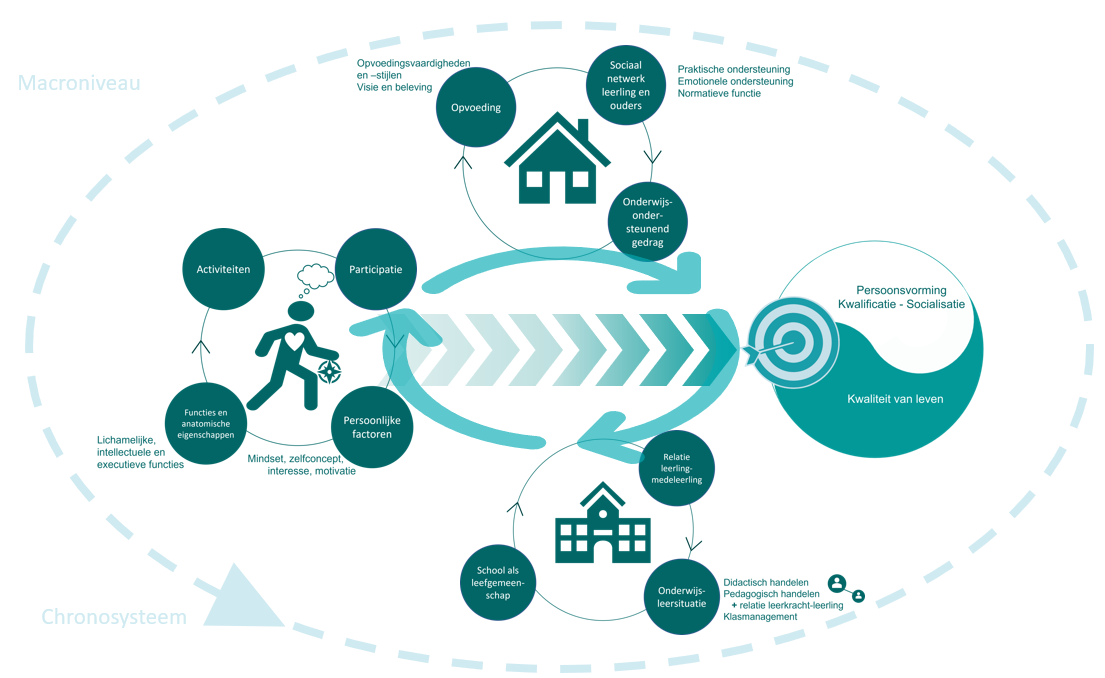 Macroniveau
Opvoedingsvaardigheden
en –stijlen
Visie en beleving
Opvoeding
Sociaal
netwerk
leerling en
ouders
Praktische ondersteuning
Emotionele ondersteuning
Normatieve functie
Onderwijs-
onder-
steunend
gedrag
Activiteiten
Participatie
Functies en
anatomische
eigenschappen
Persoonlijke
factoren
Lichamelijke,
intellectuele en
executieve functies
Mindset, zelfconcept,
interesse, motivatie
Persoonsvorming
Kwalificatie - Socialisatie
Kwaliteit van leven
Relatie
leerling-
medeleerling
School als
leefgemeen-
schap
Onderwijs-
leersituatie
Didactisch handelen
Pedagogisch handelen
+ relatie leerkracht-leerling
Klasmanagement
Chronosysteem